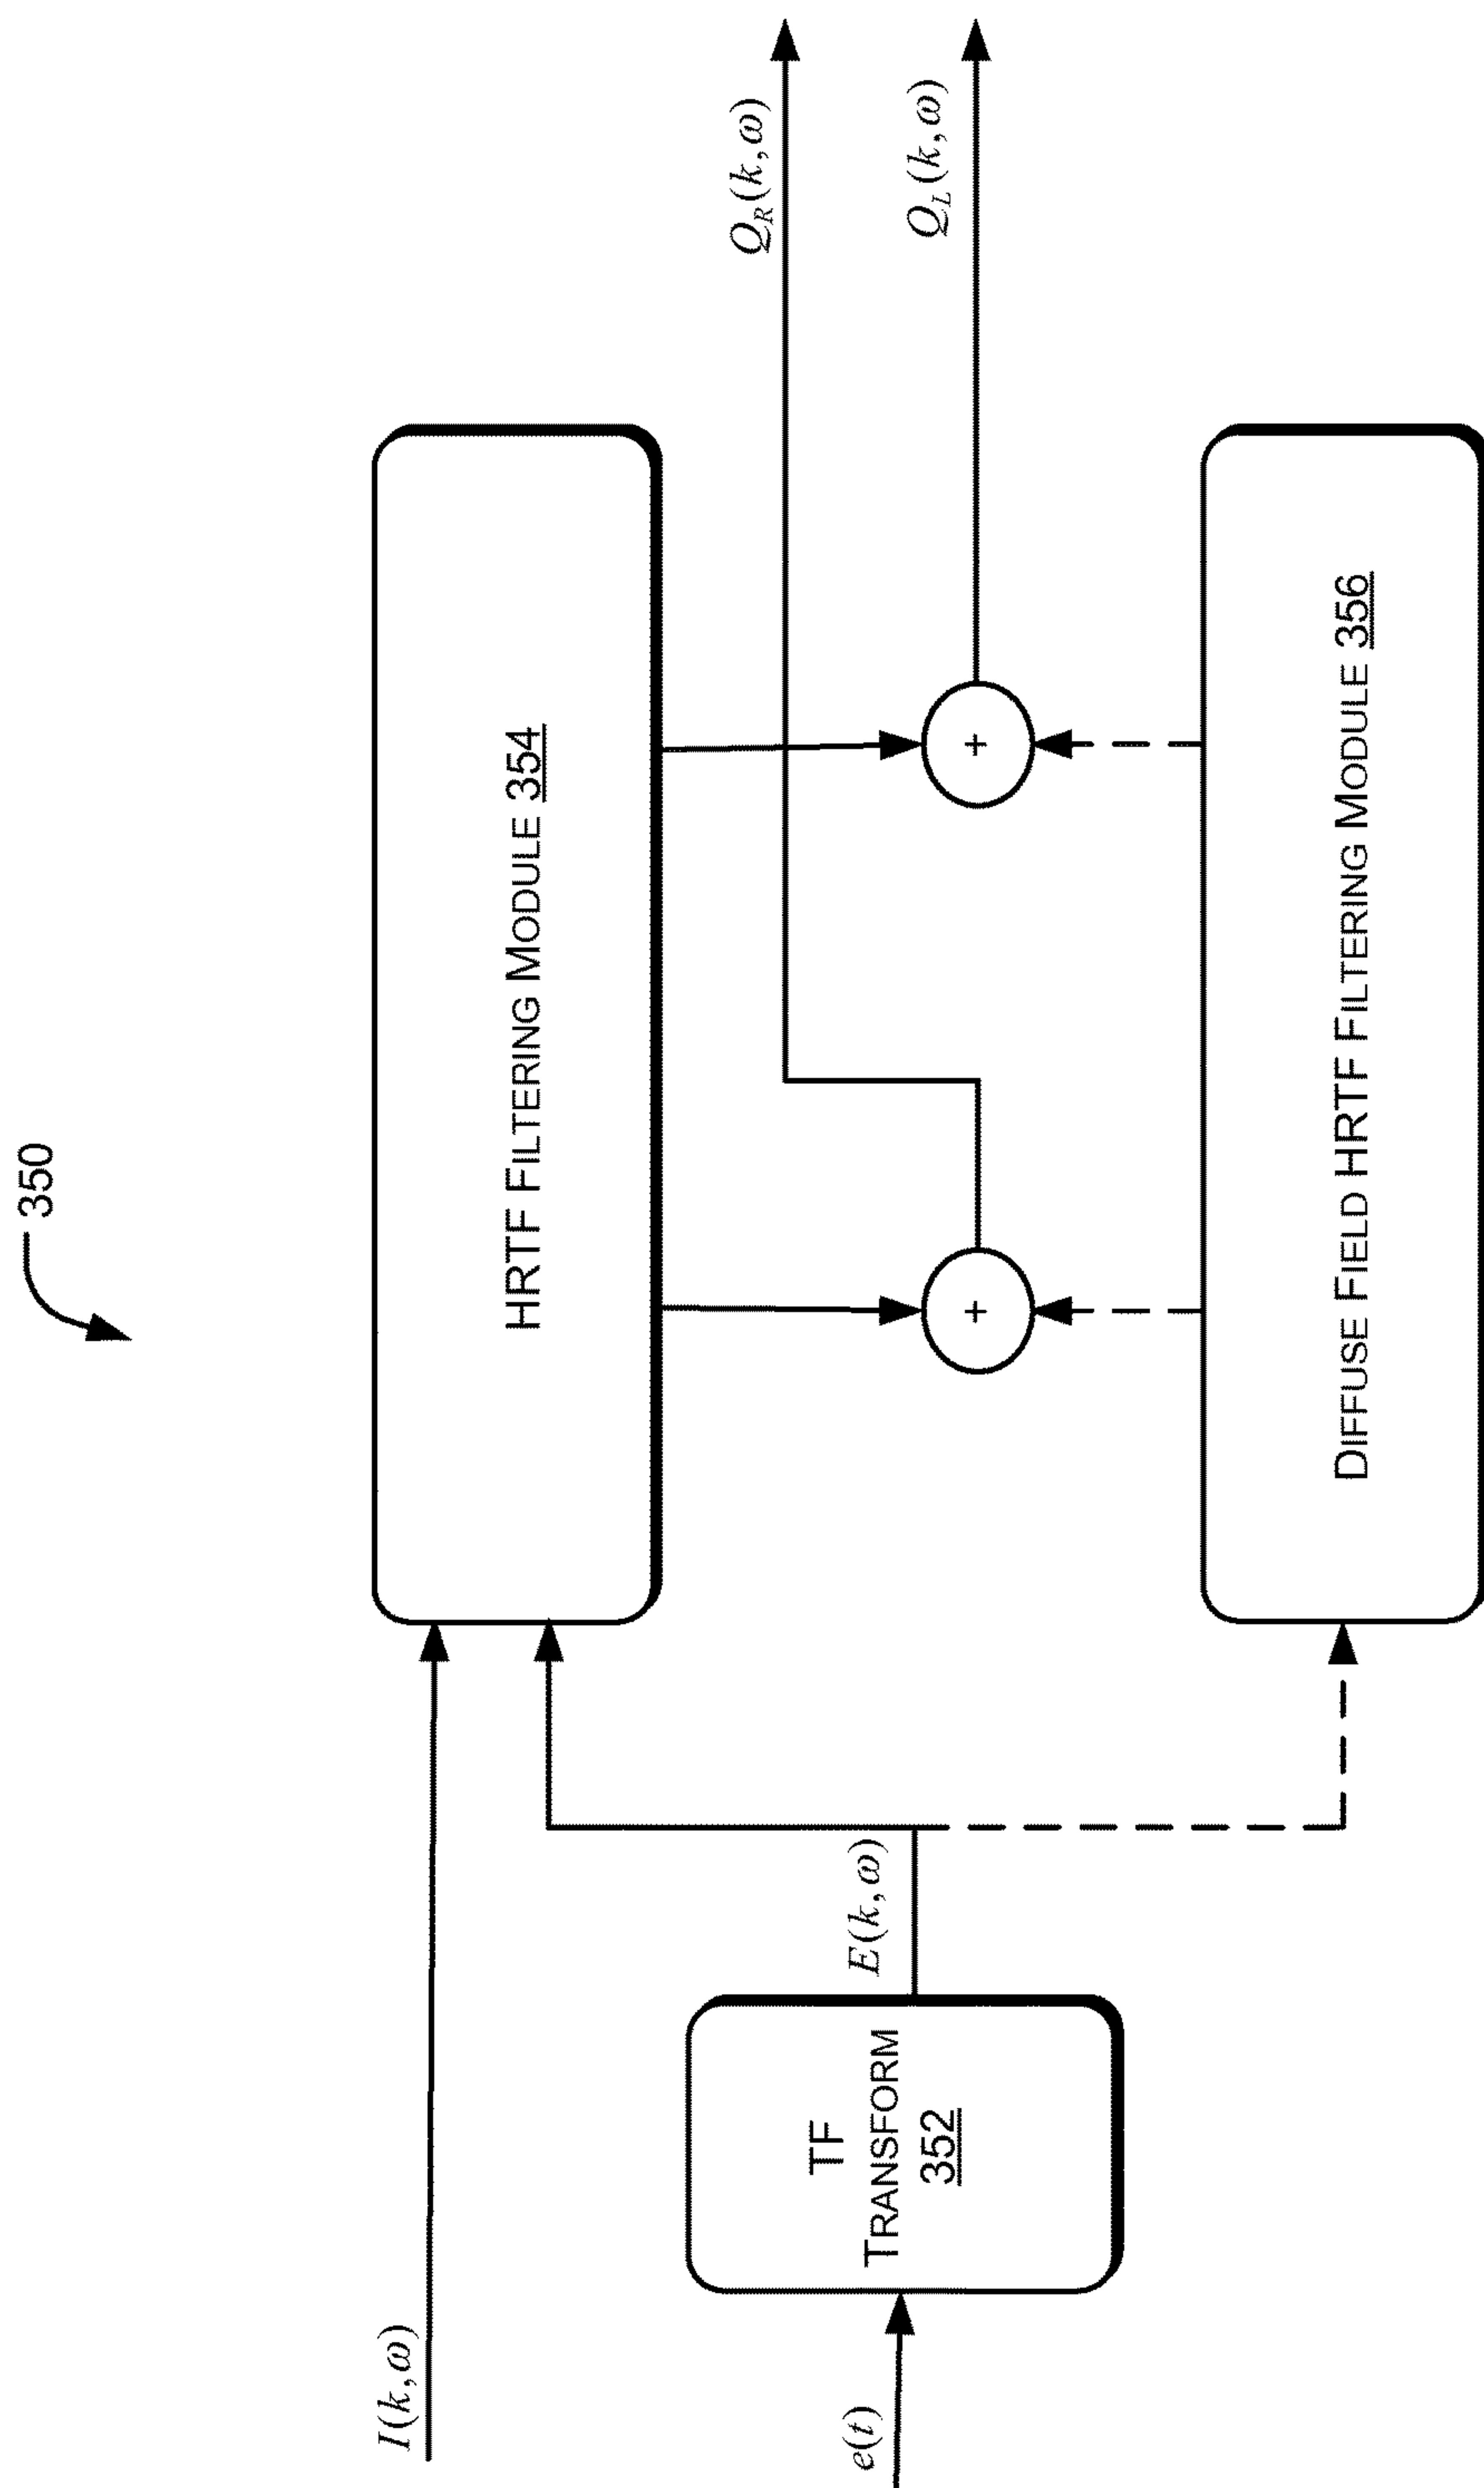 350
I(k,ω)
HRTF FILTERING MODULE 354
Q_R(k,ω)
e(t)
TF
TRANSFORM
352
E(k,ω)
+
+
Q_L(k,ω)
DIFFUSE FIELD HRTF FILTERING MODULE 356